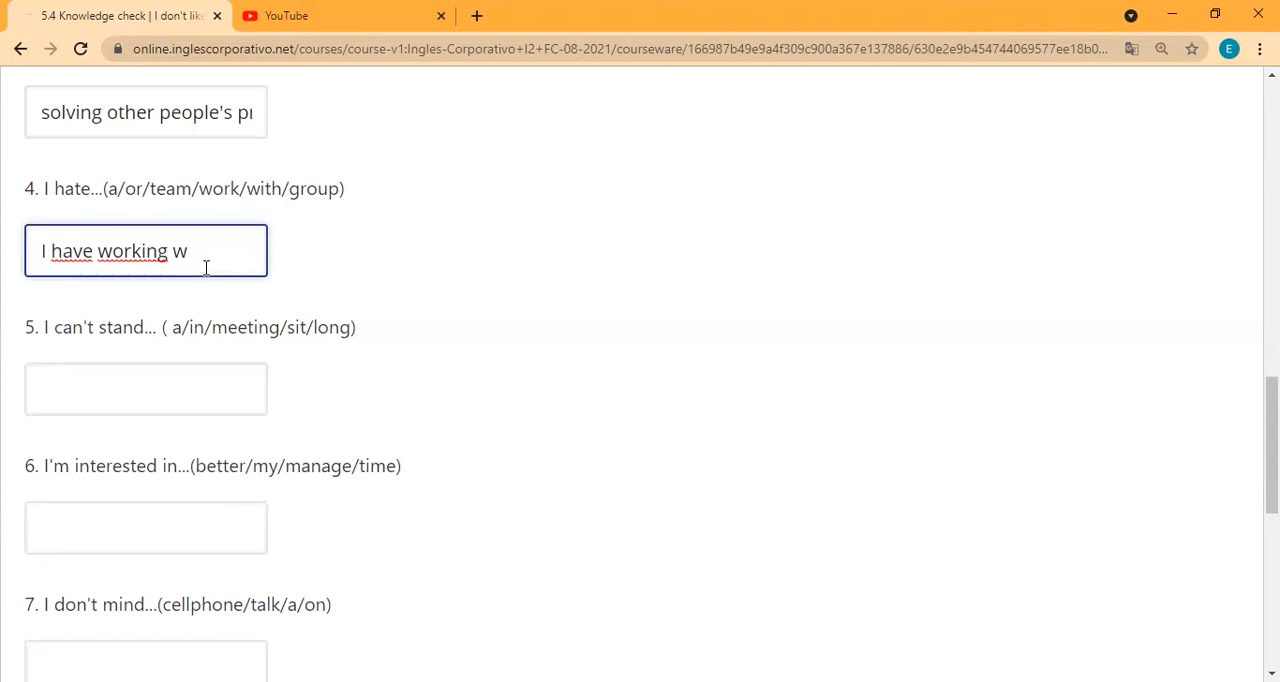 5.4 Knowledge check | I don't like
YouTube
online.inglescorporativo.net/courses/course-v1:Ingles-Corporativo+I2+FC-08-2021/courseware/166987b49e9a4f309c900a367e137886/630e2e9b454744069577ee18b0...
E
solving other people's pr
4. I hate...(a/or/team/work/with/group)
I have working w
5. I can't stand... ( a/in/meeting/sit/long)
6. I'm interested in...(better/my/manage/time)
7. I don't mind...(cellphone/talk/a/on)